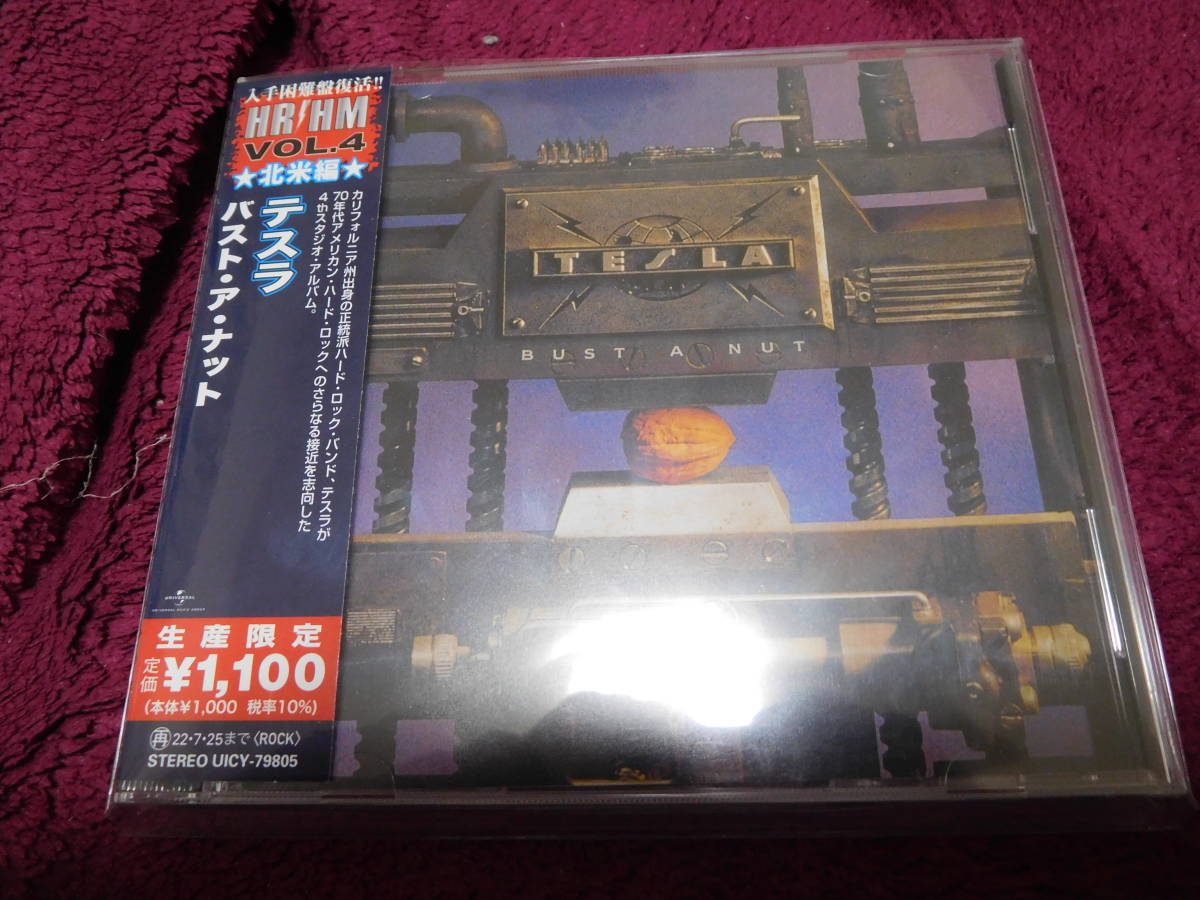 入手困難盤復活!!
HR/HM
VOL.4
★北米編★
テスラ
バスト・ア・ナット
カリフォルニア州出身の正統派ハード・ロック・バンド、テスラが
70年代アメリカン・ハード・ロックへのさらなる接近を志向した
4thスタジオ・アルバム。
UNIVERSAL
UNIVERSAL MUSIC GROUP
生産限定
定価 ¥1,100
(本体¥1,000 税率10%)
再 22・7・25まで〈ROCK〉
STEREO UICY-79805
TESLA
BUST A NUT